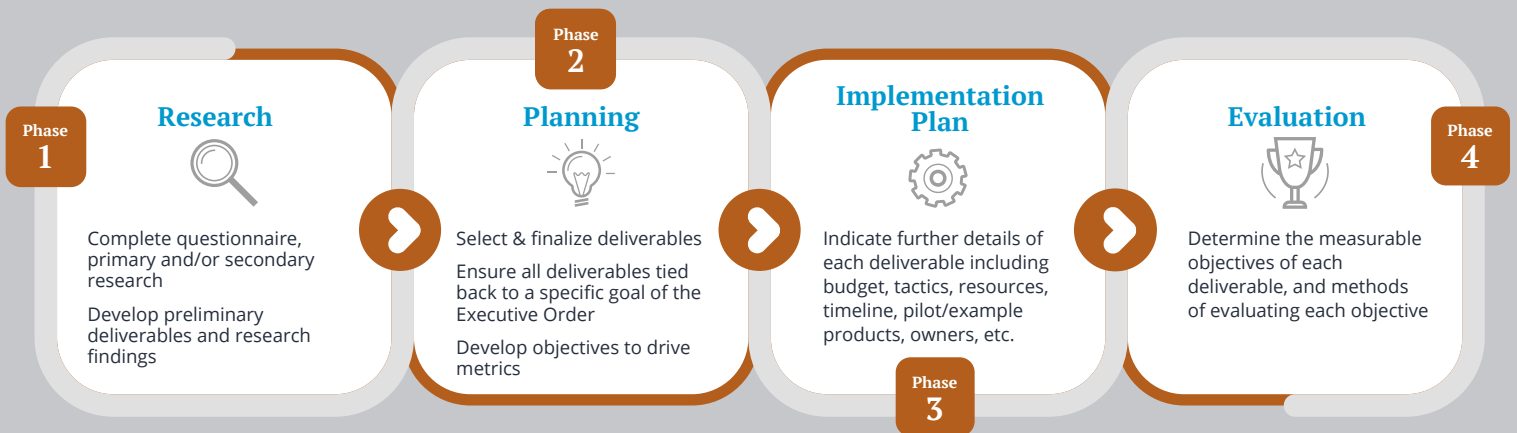 Phase
1
Research
Complete questionnaire,
primary and/or secondary
research
Develop preliminary
deliverables and research
findings
Phase
2
Planning
Select & finalize deliverables
Ensure all deliverables tied
back to a specific goal of the
Executive Order
Develop objectives to drive
metrics
Implementation
Plan
Indicate further details of
each deliverable including
budget, tactics, resources,
timeline, pilot/example
products, owners, etc.
Phase
3
Evaluation
Phase
4
Determine the measurable
objectives of each
deliverable, and methods
of evaluating each objective